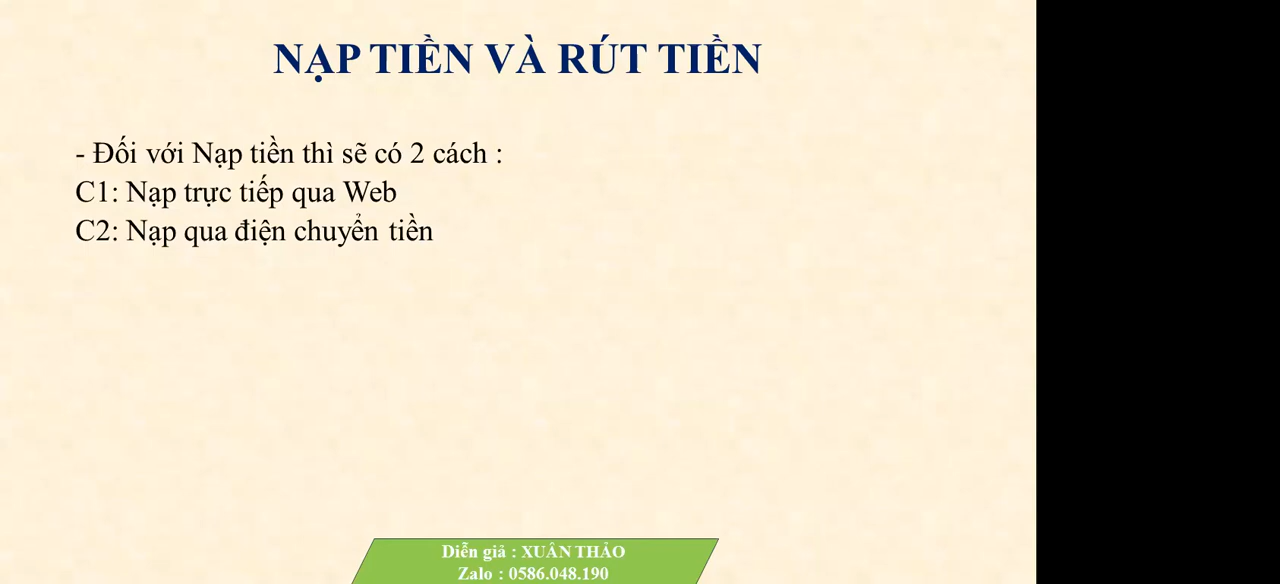 NẠP TIỀN VÀ RÚT TIỀN
- Đối với Nạp tiền thì sẽ có 2 cách :
C1: Nạp trực tiếp qua Web
C2: Nạp qua điện chuyển tiền
Diễn giả : XUÂN THẢO
Zalo : 0586.048.190